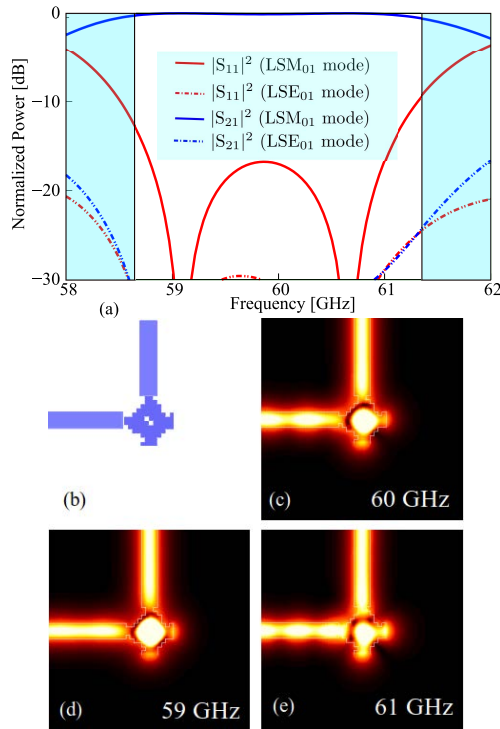 0
-10
-20
-30
Normalized Power [dB]
|S₁₁|² (LSM₀₁ mode)
|S₁₁|² (LSE₀₁ mode)
|S₂₁|² (LSM₀₁ mode)
|S₂₁|² (LSE₀₁ mode)
58 59 60 61 62
Frequency [GHz]
(a)
(b)
(c) 60 GHz
(d) 59 GHz
(e) 61 GHz